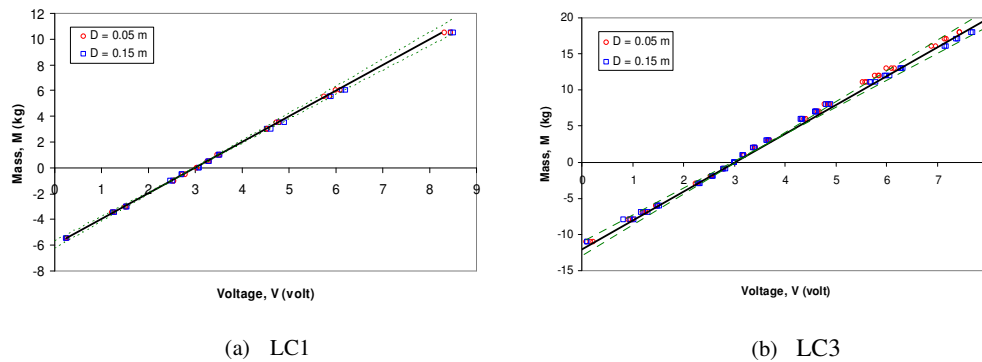 12
10
8
6
4
2
0
-2
-4
-6
-8
0 1 2 3 4 5 6 7 8 9
D = 0.05 m
D = 0.15 m
Mass, M (kg)
Voltage, V (volt)
(a) LC1
20
15
10
5
0
-5
-10
-15
0 1 2 3 4 5 6 7
D = 0.05 m
D = 0.15 m
Mass, M (kg)
Voltage, V (volt)
(b) LC3